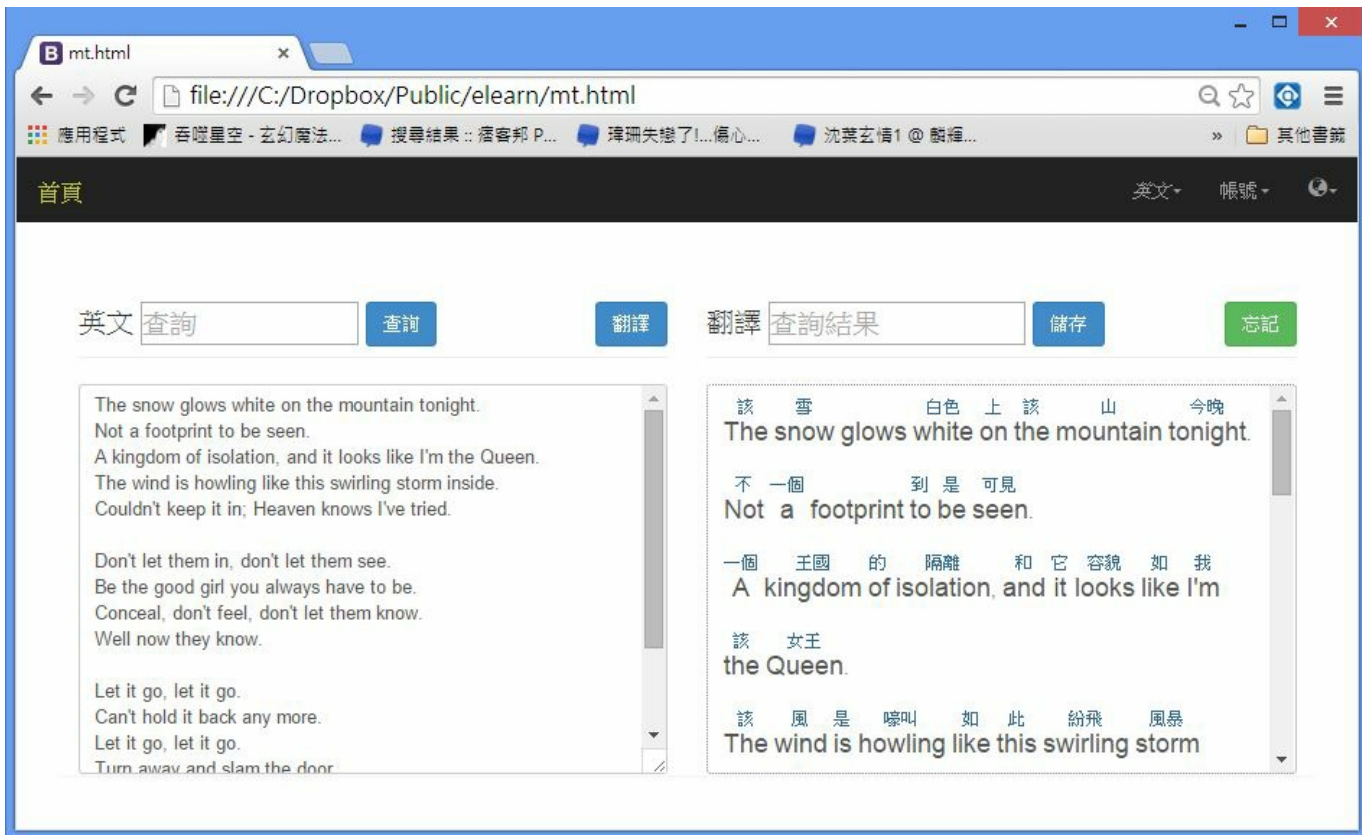 mt.html
file:///C:/Dropbox/Public/elearn/mt.html
應用程式 吞噬星空 - 玄幻魔法... 搜尋結果 :: 痞客邦 P... 瑋珊失戀了!...傷心... 沈葉玄情1 @ 麟輝... » 其他書籤
首頁 英文 帳號
英文 查詢 查詢 翻譯 翻譯 查詢結果 儲存 忘記
The snow glows white on the mountain tonight.
Not a footprint to be seen.
A kingdom of isolation, and it looks like I'm the Queen.
The wind is howling like this swirling storm inside.
Couldn't keep it in; Heaven knows I've tried.
Don't let them in, don't let them see.
Be the good girl you always have to be.
Conceal, don't feel, don't let them know.
Well now they know.
Let it go, let it go.
Can't hold it back any more.
Let it go, let it go.
Turn away and slam the door.
該 雪 白色 上 該 山 今晚
The snow glows white on the mountain tonight.
不 一個 到 是 可見
Not a footprint to be seen.
一個 王國 的 隔離 和 它 容貌 如 我
A kingdom of isolation, and it looks like I'm
該 女王
the Queen.
該 風 是 嚎叫 如 此 紛飛 風暴
The wind is howling like this swirling storm